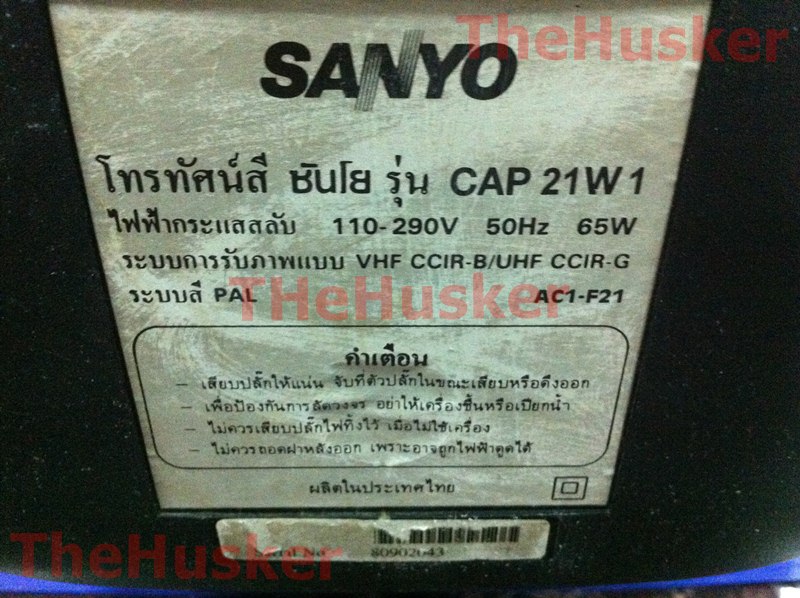 TheHusker
SANYO
โทรทัศน์สี ซันโย รุ่น CAP 21W1
ไฟฟ้ากระแสสลับ 110-290V 50Hz 65W
ระบบการรับภาพแบบ VHF CCIR-B/UHF CCIR-G
ระบบสี PAL AC1-F21
THeHusker
คำเตือน
– เสียบปลั๊กให้แน่น จับที่ตัวปลั๊กในขณะเสียบหรือดึงออก
– เพื่อป้องกันการลัดวงจร อย่าให้เครื่องชื้นหรือเปียกน้ำ
– ไม่ควรเสียบปลั๊กไฟทิ้งไว้ เมื่อไม่ใช้เครื่อง
– ไม่ควรถอดฝาหลังออก เพราะอาจถูกไฟฟ้าดูดได้
ผลิตในประเทศไทย
Serial No. 80902643
TheHusker
TheHusker